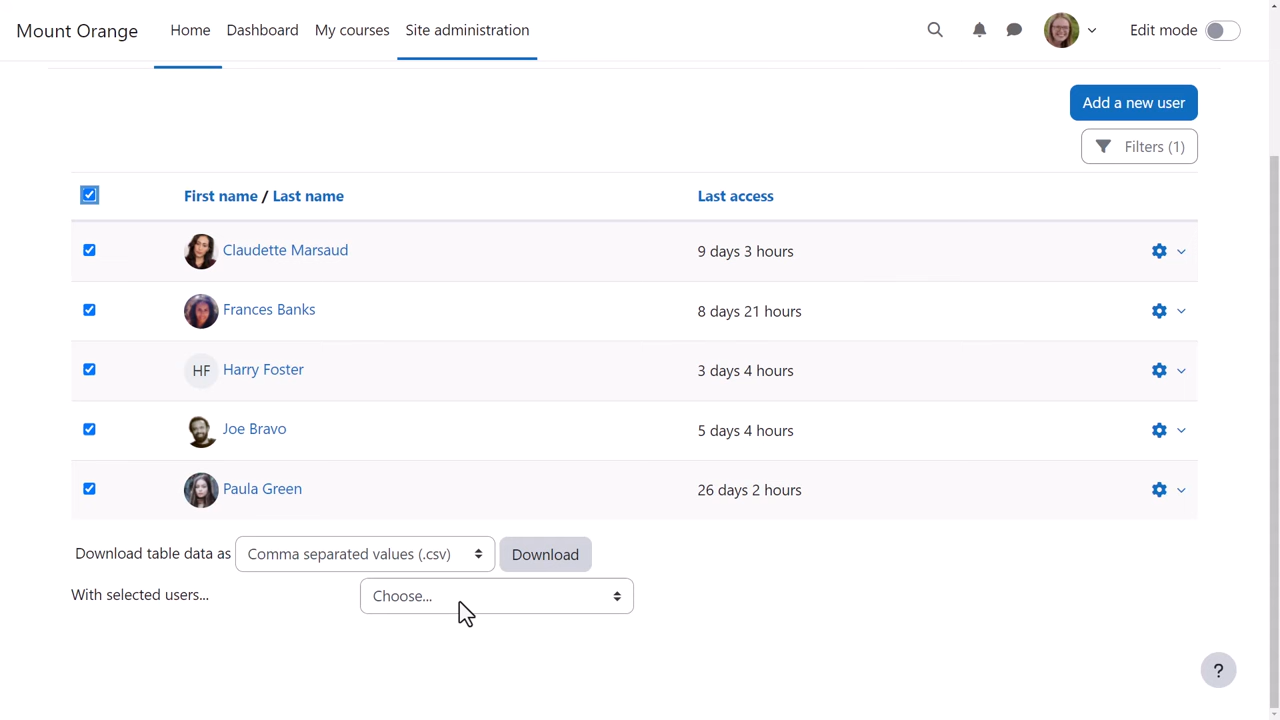 Mount Orange Home Dashboard My courses Site administration Edit mode
Add a new user
Filters (1)
First name / Last name Last access
Claudette Marsaud 9 days 3 hours
Frances Banks 8 days 21 hours
HF Harry Foster 3 days 4 hours
Joe Bravo 5 days 4 hours
Paula Green 26 days 2 hours
Download table data as Comma separated values (.csv) Download
With selected users... Choose...
?